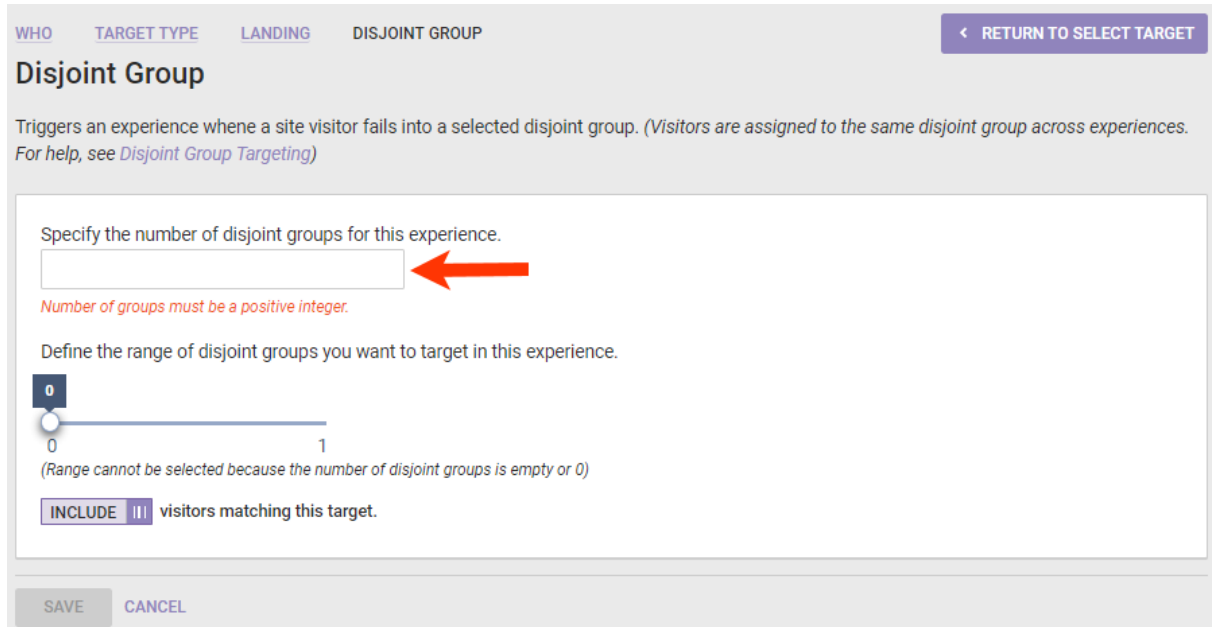 WHO TARGET TYPE LANDING DISJOINT GROUP
‹ RETURN TO SELECT TARGET
Disjoint Group
Triggers an experience whene a site visitor fails into a selected disjoint group. (Visitors are assigned to the same disjoint group across experiences.
For help, see Disjoint Group Targeting)
Specify the number of disjoint groups for this experience.
Number of groups must be a positive integer.
Define the range of disjoint groups you want to target in this experience.
0
0 1
(Range cannot be selected because the number of disjoint groups is empty or 0)
INCLUDE visitors matching this target.
SAVE CANCEL